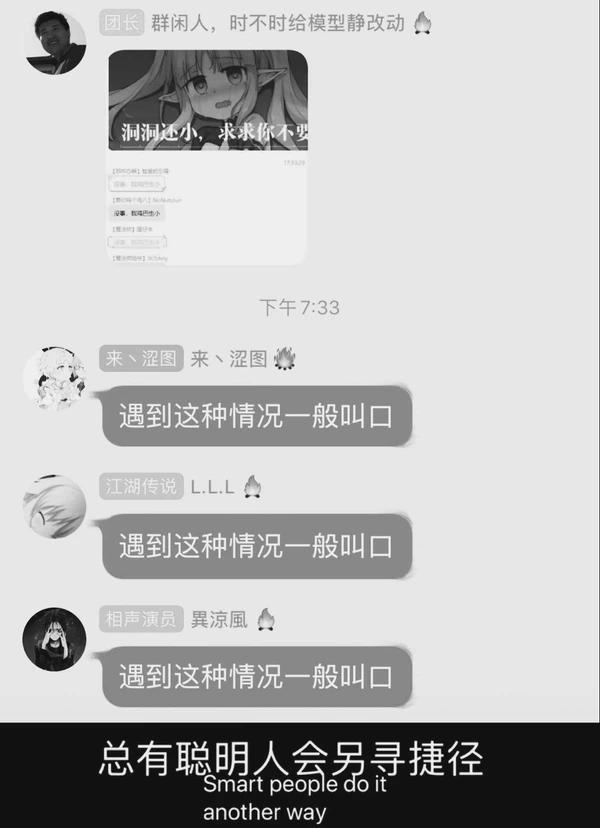 团长 群闲人，时不时给模型静改动
洞洞还小，求求你不要
下午 7:33
来丶涩图 来丶涩图
遇到这种情况一般叫口
江湖传说 L.L.L
遇到这种情况一般叫口
相声演员 異涼風
遇到这种情况一般叫口
总有聪明人会另寻捷径
Smart people do it
another way